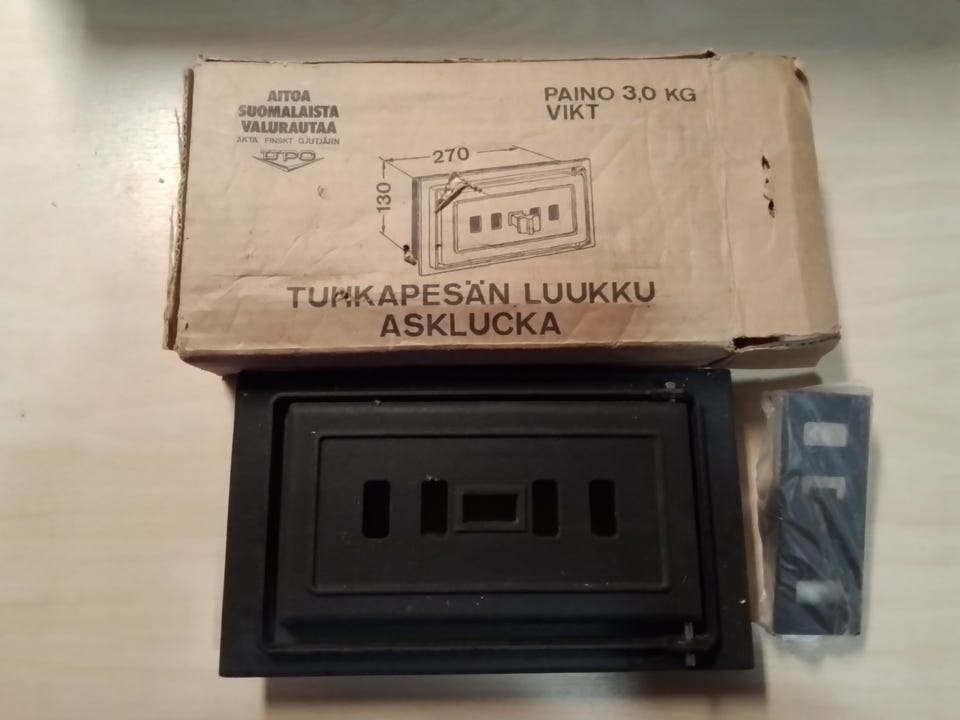 AITOA
SUOMALAISTA
VALURAUTAA
ÄKTA FINSKT GJUTJÄRN
UPO
PAINO 3,0 KG
VIKT
270
130
TUHKAPESÄN LUUKKU
ASKLUCKA